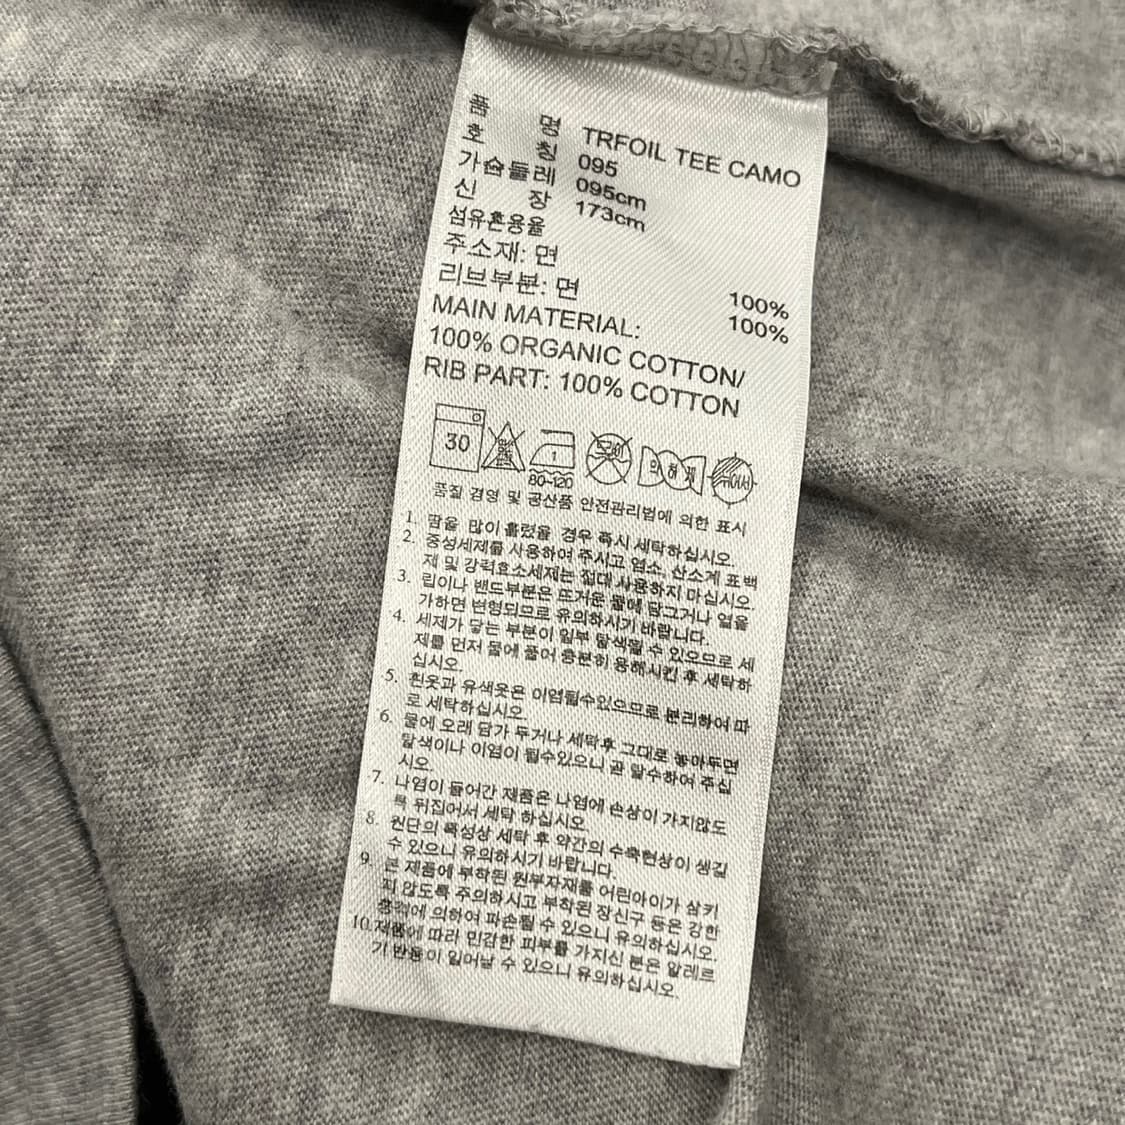 품 명 TRFOIL TEE CAMO
호 칭 095
가슴둘레 095cm
신 장 173cm
섬유혼용율
주소재: 면 100%
리브부분: 면 100%
MAIN MATERIAL:
100% ORGANIC COTTON/
RIB PART: 100% COTTON
30 1 80~120 드라이
품질 경영 및 공산품 안전관리법에 의한 표시
1. 땀을 많이 흘렸을 경우 즉시 세탁하십시오.
2. 중성세제를 사용하여 주시고 염소, 산소계 표백
제 및 강력효소세제는 절대 사용하지 마십시오.
3. 립이나 밴드부분은 뜨거운 물에 담그거나 열을
가하면 변형되므로 유의하시기 바랍니다.
4. 세제가 닿는 부분이 일부 탈색될 수 있으므로 세
제를 먼저 물에 풀어 충분히 용해시킨 후 세탁하
십시오.
5. 흰옷과 유색옷은 이염될수있으므로 분리하여 따
로 세탁하십시오.
6. 물에 오래 담가 두거나 세탁후 그대로 놓아두면
탈색이나 이염이 될수있으니 곧 탈수하여 주십
시오.
7. 나염이 들어간 제품은 나염에 손상이 가지않도
록 뒤집어서 세탁 하십시오.
8. 원단의 특성상 세탁 후 약간의 수축현상이 생길
수 있으니 유의하시기 바랍니다.
9. 본 제품에 부착된 원부자재를 어린아이가 삼키
지 않도록 주의하시고 부착된 장신구 등은 강한
충격에 의하여 파손될 수 있으니 유의하십시오.
10.제품에 따라 민감한 피부를 가지신 분은 알레르
기 반응이 일어날 수 있으니 유의하십시오.